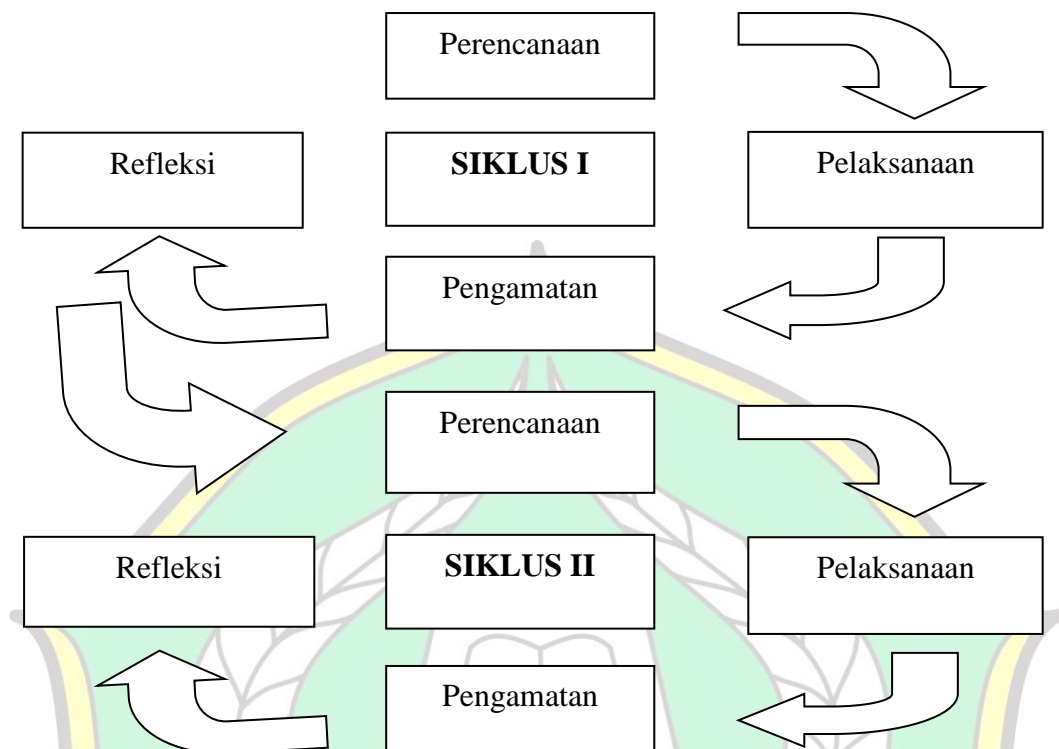 Perencanaan
Refleksi
SIKLUS I
Pelaksanaan
Pengamatan
Perencanaan
Refleksi
SIKLUS II
Pelaksanaan
Pengamatan